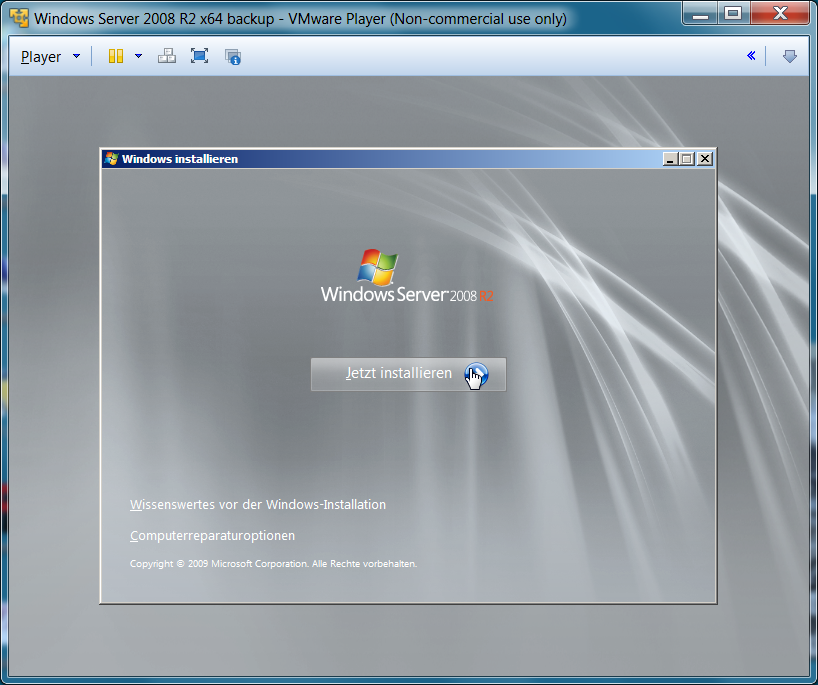 Windows Server 2008 R2 x64 backup - VMware Player (Non-commercial use only)
Player
Windows installieren
Windows Server 2008 R2
Jetzt installieren
Wissenswertes vor der Windows-Installation
Computerreparaturoptionen
Copyright © 2009 Microsoft Corporation. Alle Rechte vorbehalten.